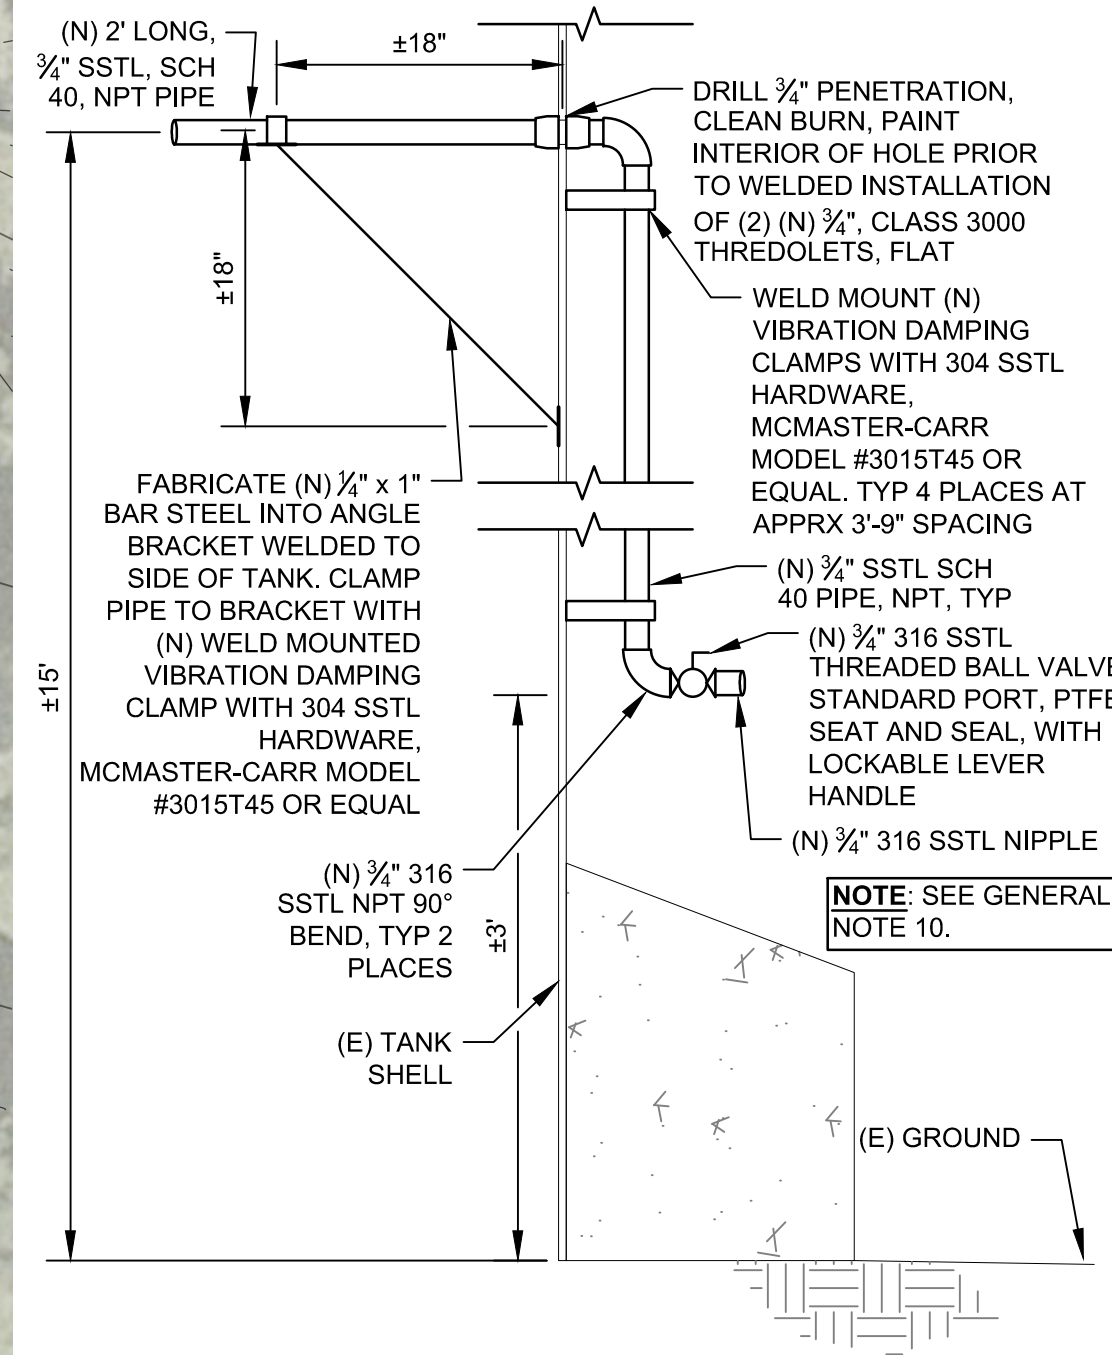 (N) 2' LONG,
¾" SSTL, SCH
40, NPT PIPE
±18"
DRILL ¾" PENETRATION,
CLEAN BURN, PAINT
INTERIOR OF HOLE PRIOR
TO WELDED INSTALLATION
OF (2) (N) ¾", CLASS 3000
THREDOLETS, FLAT
±18"
WELD MOUNT (N)
VIBRATION DAMPING
CLAMPS WITH 304 SSTL
HARDWARE,
MCMASTER-CARR
MODEL #3015T45 OR
EQUAL. TYP 4 PLACES AT
APPRX 3'-9" SPACING
FABRICATE (N) ¼" x 1"
BAR STEEL INTO ANGLE
BRACKET WELDED TO
SIDE OF TANK. CLAMP
PIPE TO BRACKET WITH
(N) WELD MOUNTED
VIBRATION DAMPING
CLAMP WITH 304 SSTL
HARDWARE,
MCMASTER-CARR MODEL
#3015T45 OR EQUAL
(N) ¾" SSTL SCH
40 PIPE, NPT, TYP
(N) ¾" 316 SSTL
THREADED BALL VALVE
STANDARD PORT, PTFE
SEAT AND SEAL, WITH
LOCKABLE LEVER
HANDLE
±15'
(N) ¾" 316 SSTL NIPPLE
(N) ¾" 316
SSTL NPT 90°
BEND, TYP 2
PLACES
±3'
NOTE: SEE GENERAL
NOTE 10.
(E) TANK
SHELL
(E) GROUND